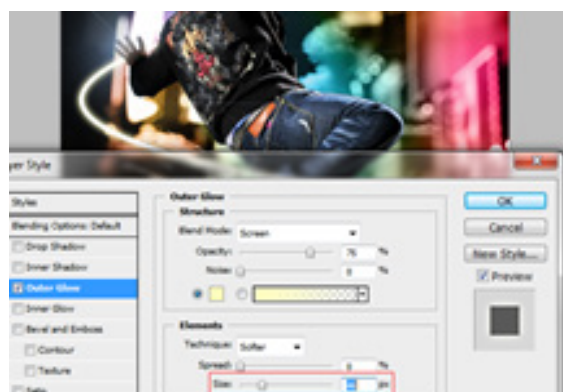 yer Style
Styles
Blending Options: Default
Drop Shadow
Inner Shadow
Outer Glow
Inner Glow
Bevel and Emboss
Contour
Texture
Satin
Outer Glow
Structure
Blend Mode: Screen
Opacity: 76 %
Noise: 0 %
Elements
Technique: Softer
Spread: 0 %
Size: px
OK
Cancel
New Style...
Preview